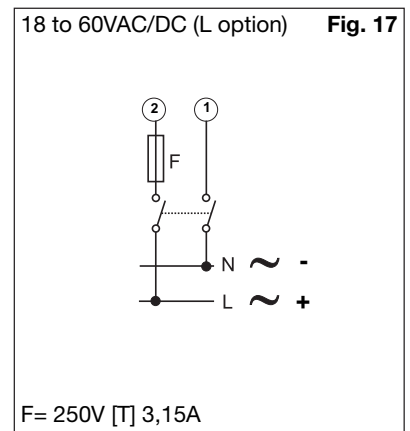 18 to 60VAC/DC (L option) Fig. 17
2 1
F
N ~ -
L ~ +
F= 250V [T] 3,15A